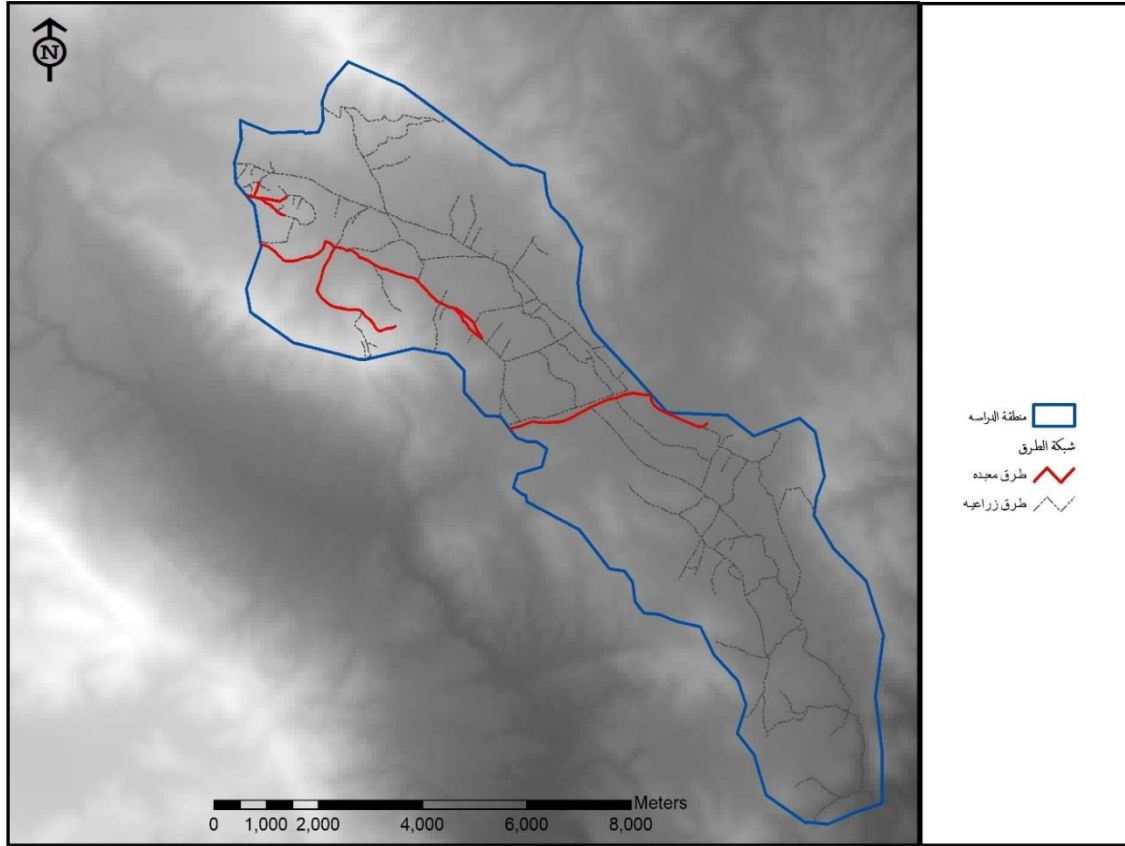 N
منطقة الدراسه
شبكة الطرق
طرق معبده
طرق زراعيه
Meters
0 1,000 2,000 4,000 6,000 8,000